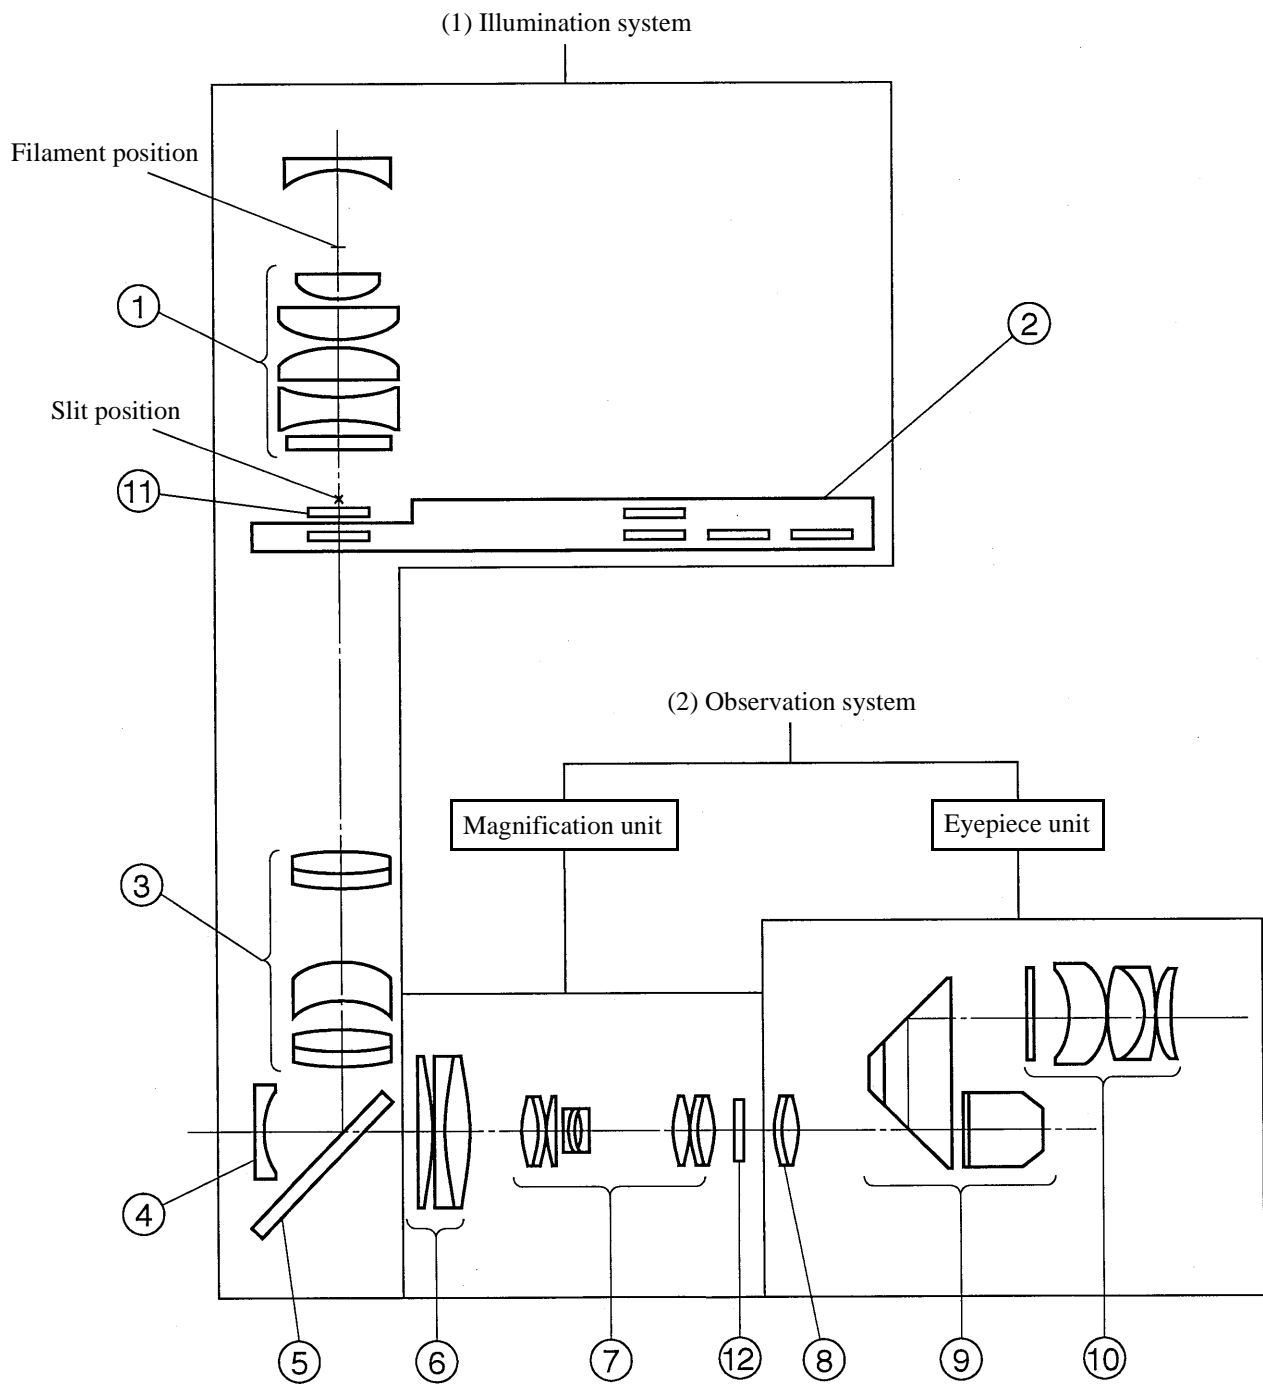 (1) Illumination system
Filament position
1
2
Slit position
11
(2) Observation system
Magnification unit
Eyepiece unit
3
4
5
6
7
12
8
9
10